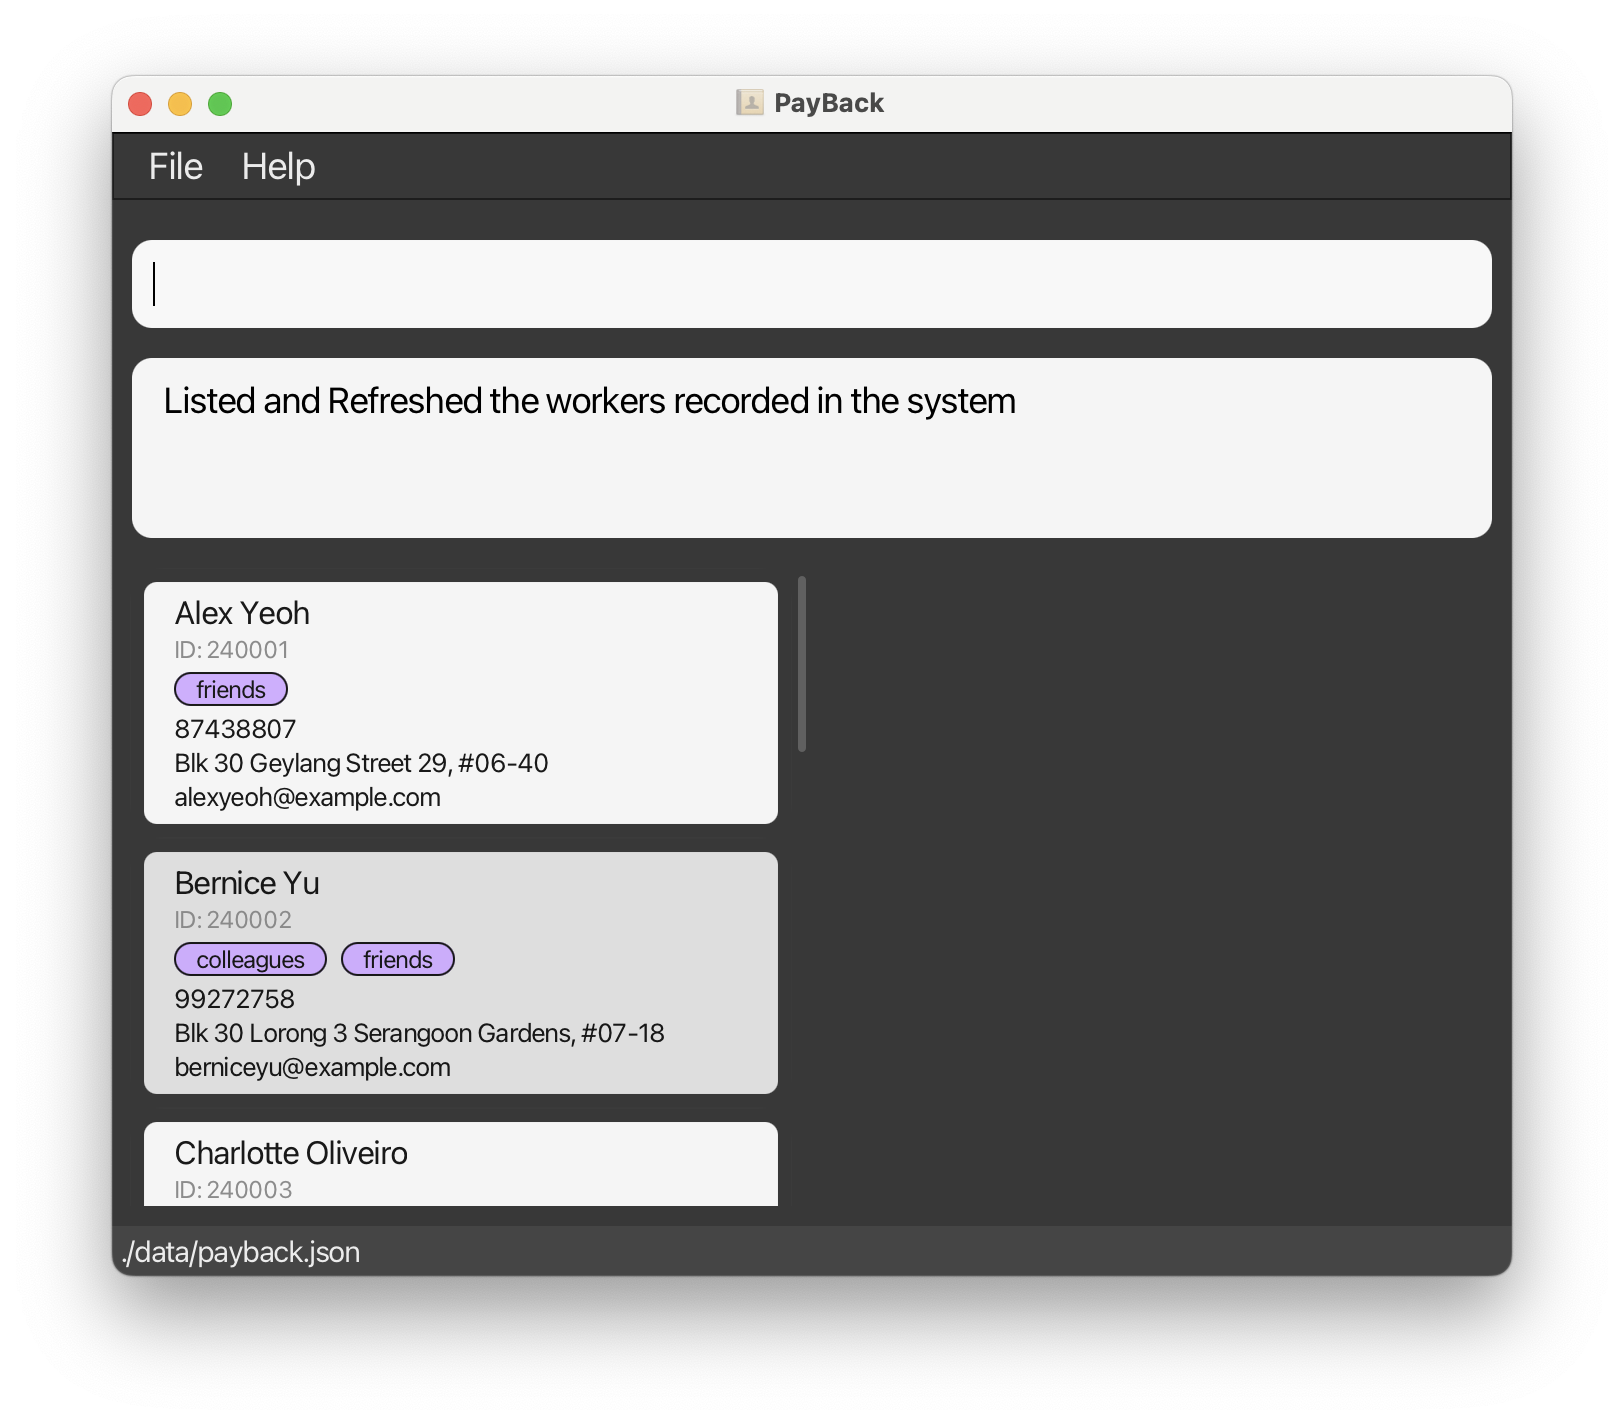 PayBack
File Help
Listed and Refreshed the workers recorded in the system
Alex Yeoh
ID: 240001
friends
87438807
Blk 30 Geylang Street 29, #06-40
alexyeoh@example.com
Bernice Yu
ID: 240002
colleagues friends
99272758
Blk 30 Lorong 3 Serangoon Gardens, #07-18
berniceyu@example.com
Charlotte Oliveiro
ID: 240003
./data/payback.json